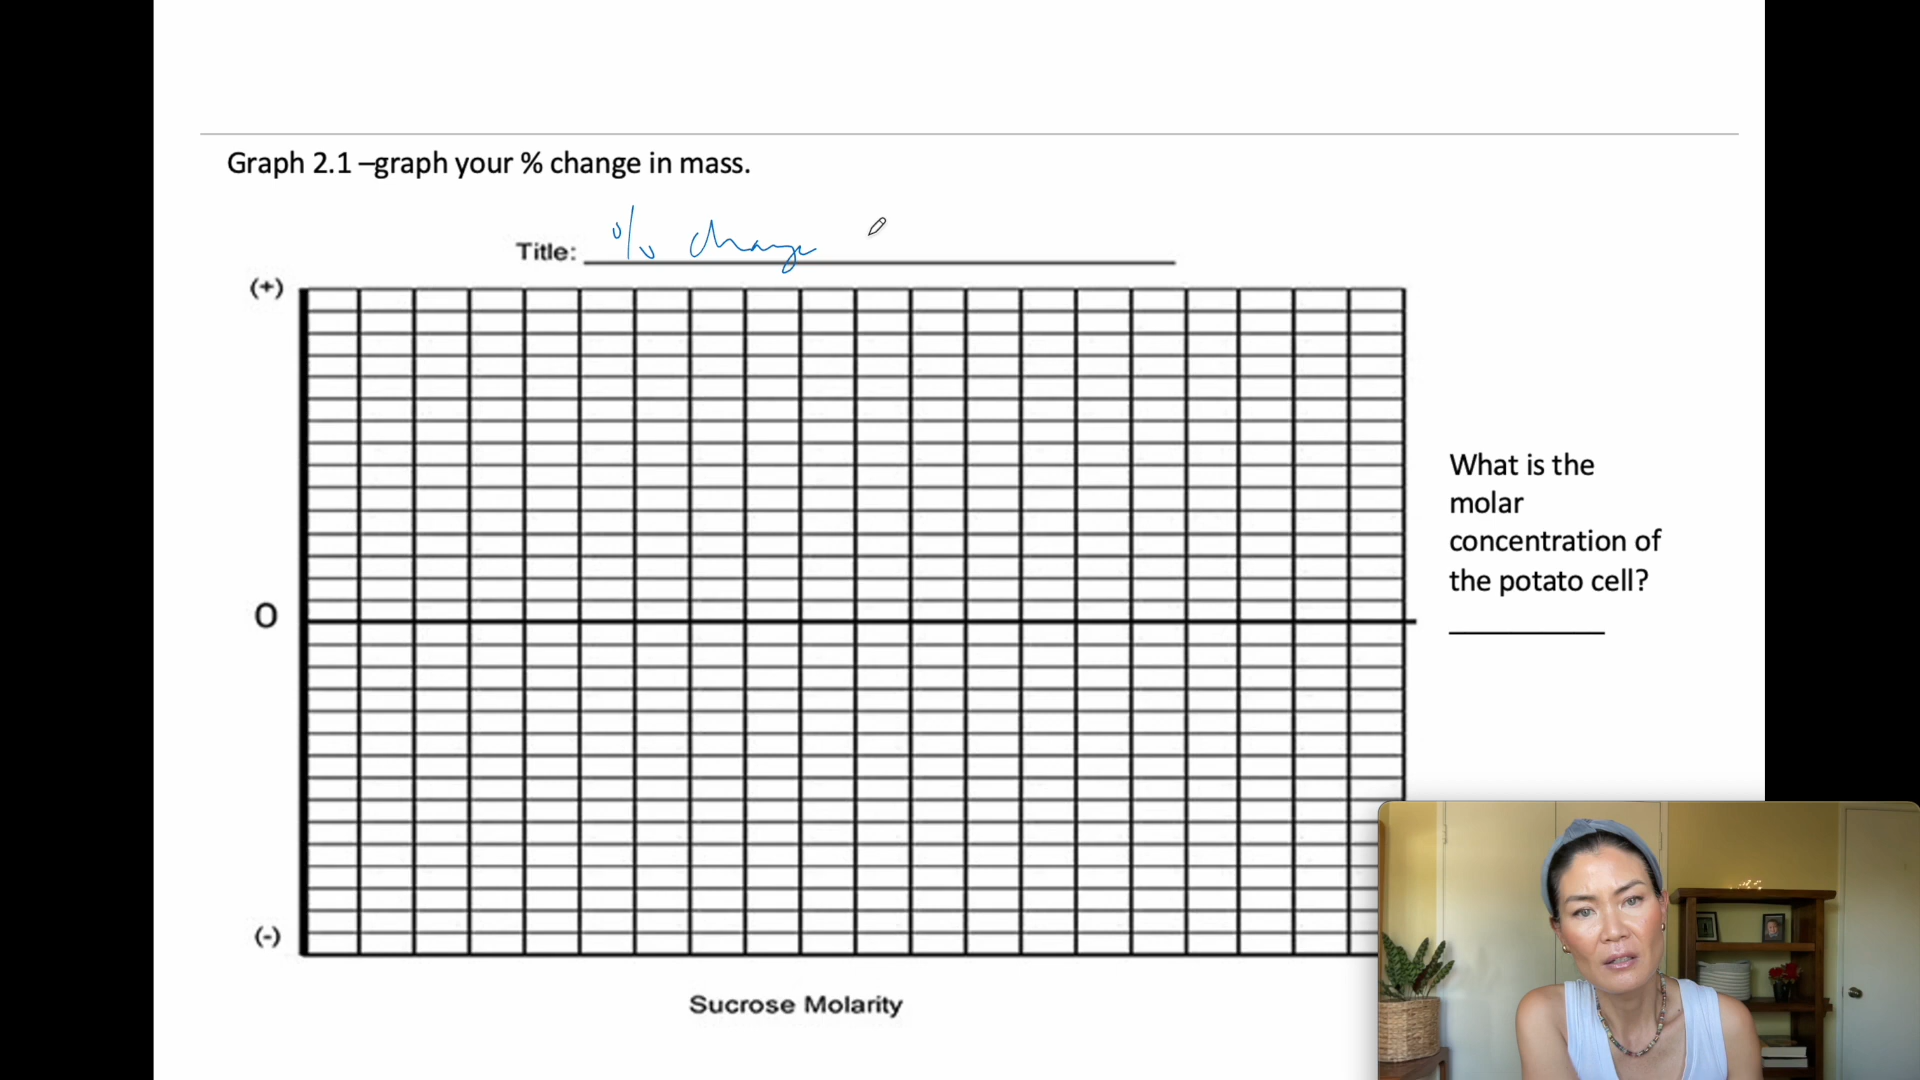 Graph 2.1 –graph your % change in mass.
Title: % change
(+)
0
(-)
Sucrose Molarity
What is the
molar
concentration of
the potato cell?